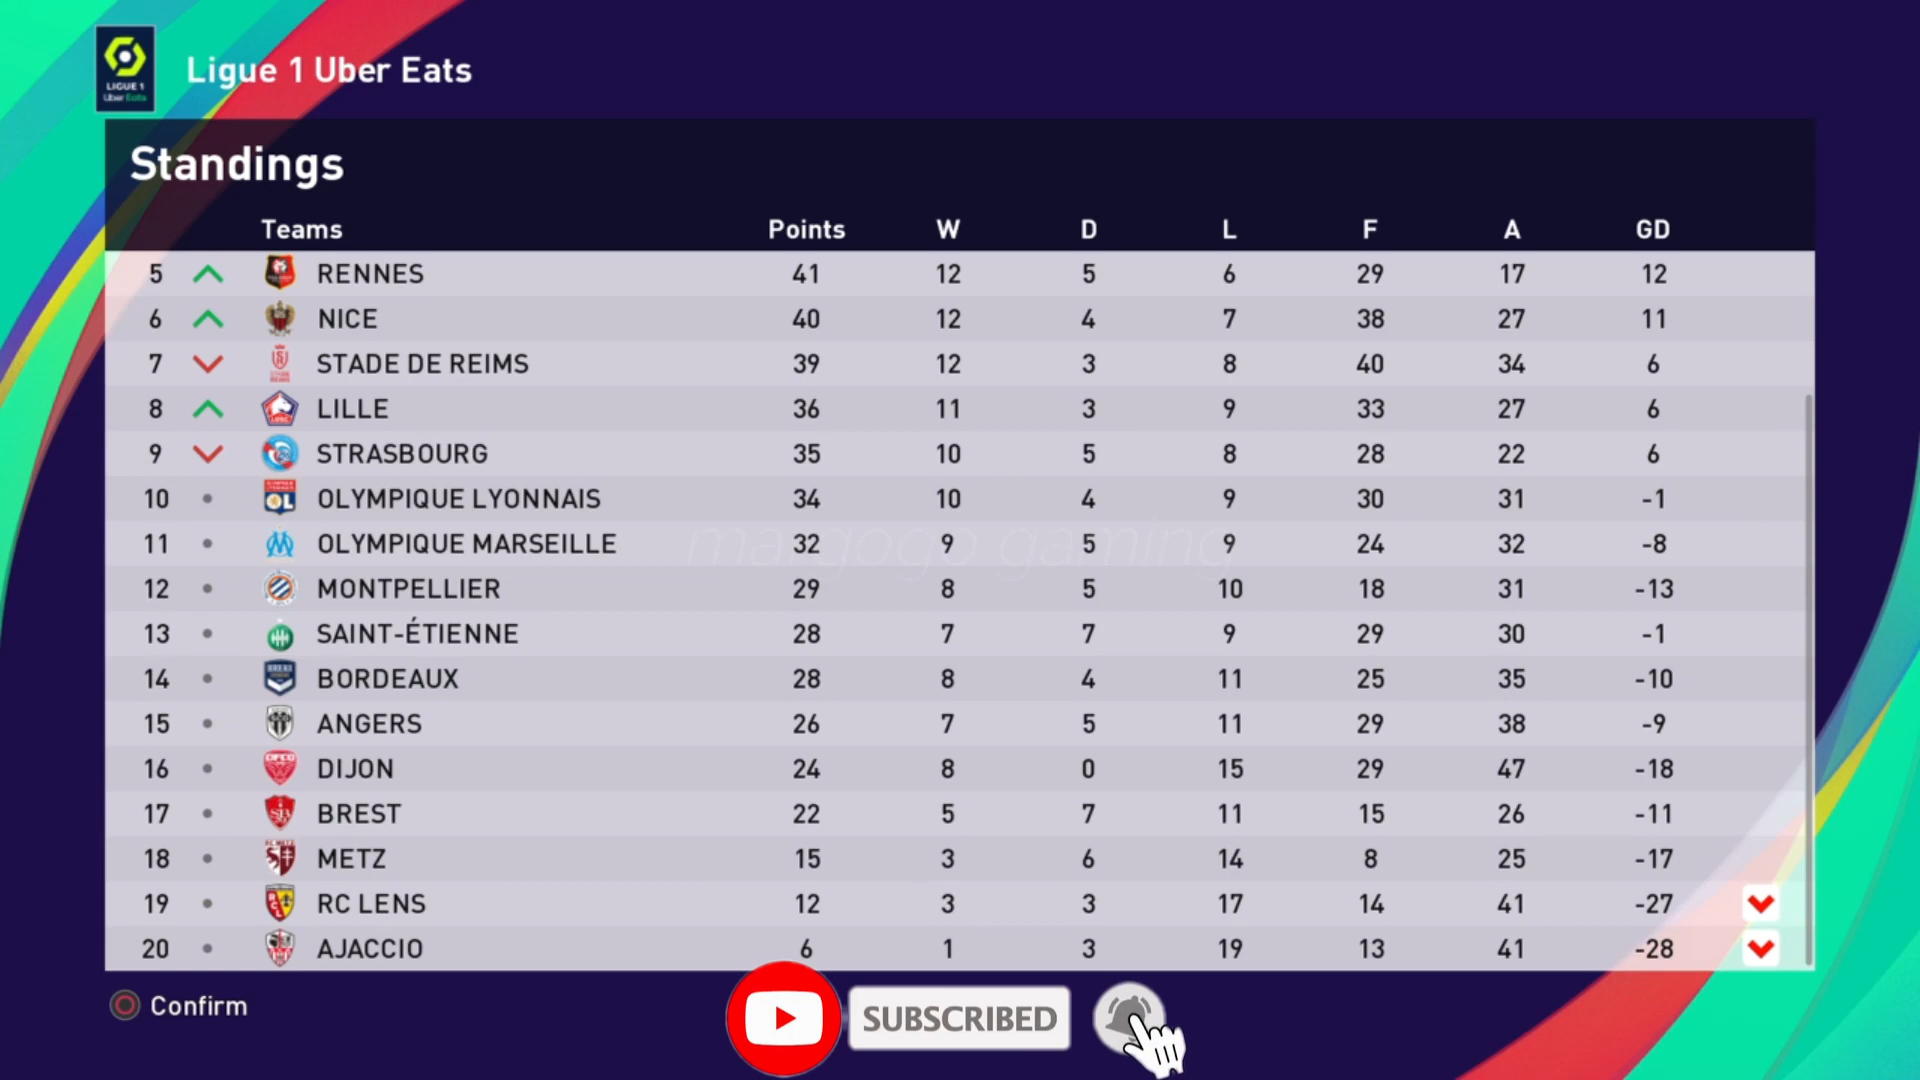 LIGUE 1
Uber Eats
Ligue 1 Uber Eats
Standings
Teams Points W D L F A GD
5 RENNES 41 12 5 6 29 17 12
6 NICE 40 12 4 7 38 27 11
7 STADE DE REIMS 39 12 3 8 40 34 6
8 LILLE 36 11 3 9 33 27 6
9 STRASBOURG 35 10 5 8 28 22 6
10 OLYMPIQUE LYONNAIS 34 10 4 9 30 31 -1
11 OLYMPIQUE MARSEILLE 32 9 5 9 24 32 -8
margogo gaming
12 MONTPELLIER 29 8 5 10 18 31 -13
13 SAINT-ÉTIENNE 28 7 7 9 29 30 -1
14 BORDEAUX 28 8 4 11 25 35 -10
15 ANGERS 26 7 5 11 29 38 -9
16 DIJON 24 8 0 15 29 47 -18
17 BREST 22 5 7 11 15 26 -11
18 METZ 15 3 6 14 8 25 -17
19 RC LENS 12 3 3 17 14 41 -27
20 AJACCIO 6 1 3 19 13 41 -28
Confirm
SUBSCRIBED